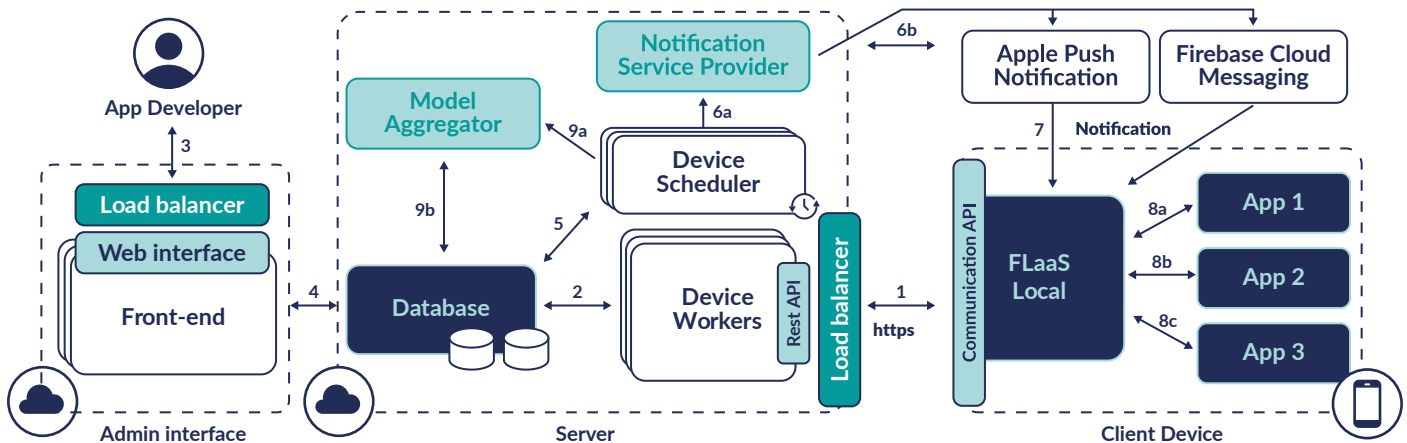 App Developer
3
Load balancer
Web interface
Front-end
Admin interface
4
Notification
Service Provider
Model
Aggregator
9a
6a
Device
Scheduler
9b
5
Database
2
Device
Workers
Rest API
Load balancer
Server
6b
1
https
Apple Push
Notification
Firebase Cloud
Messaging
7
Notification
Communication API
FLaaS
Local
8a
8b
8c
App 1
App 2
App 3
Client Device